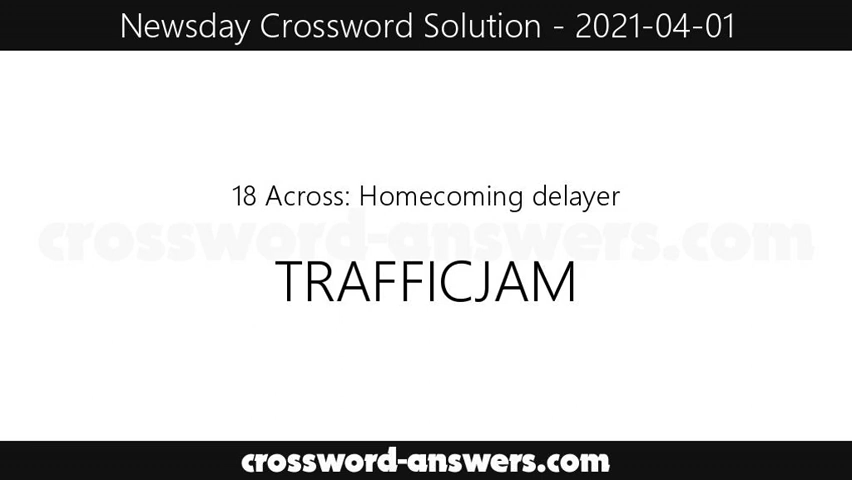 Newsday Crossword Solution - 2021-04-01
18 Across: Homecoming delayer
crossword-answers.com
TRAFFICJAM
crossword-answers.com